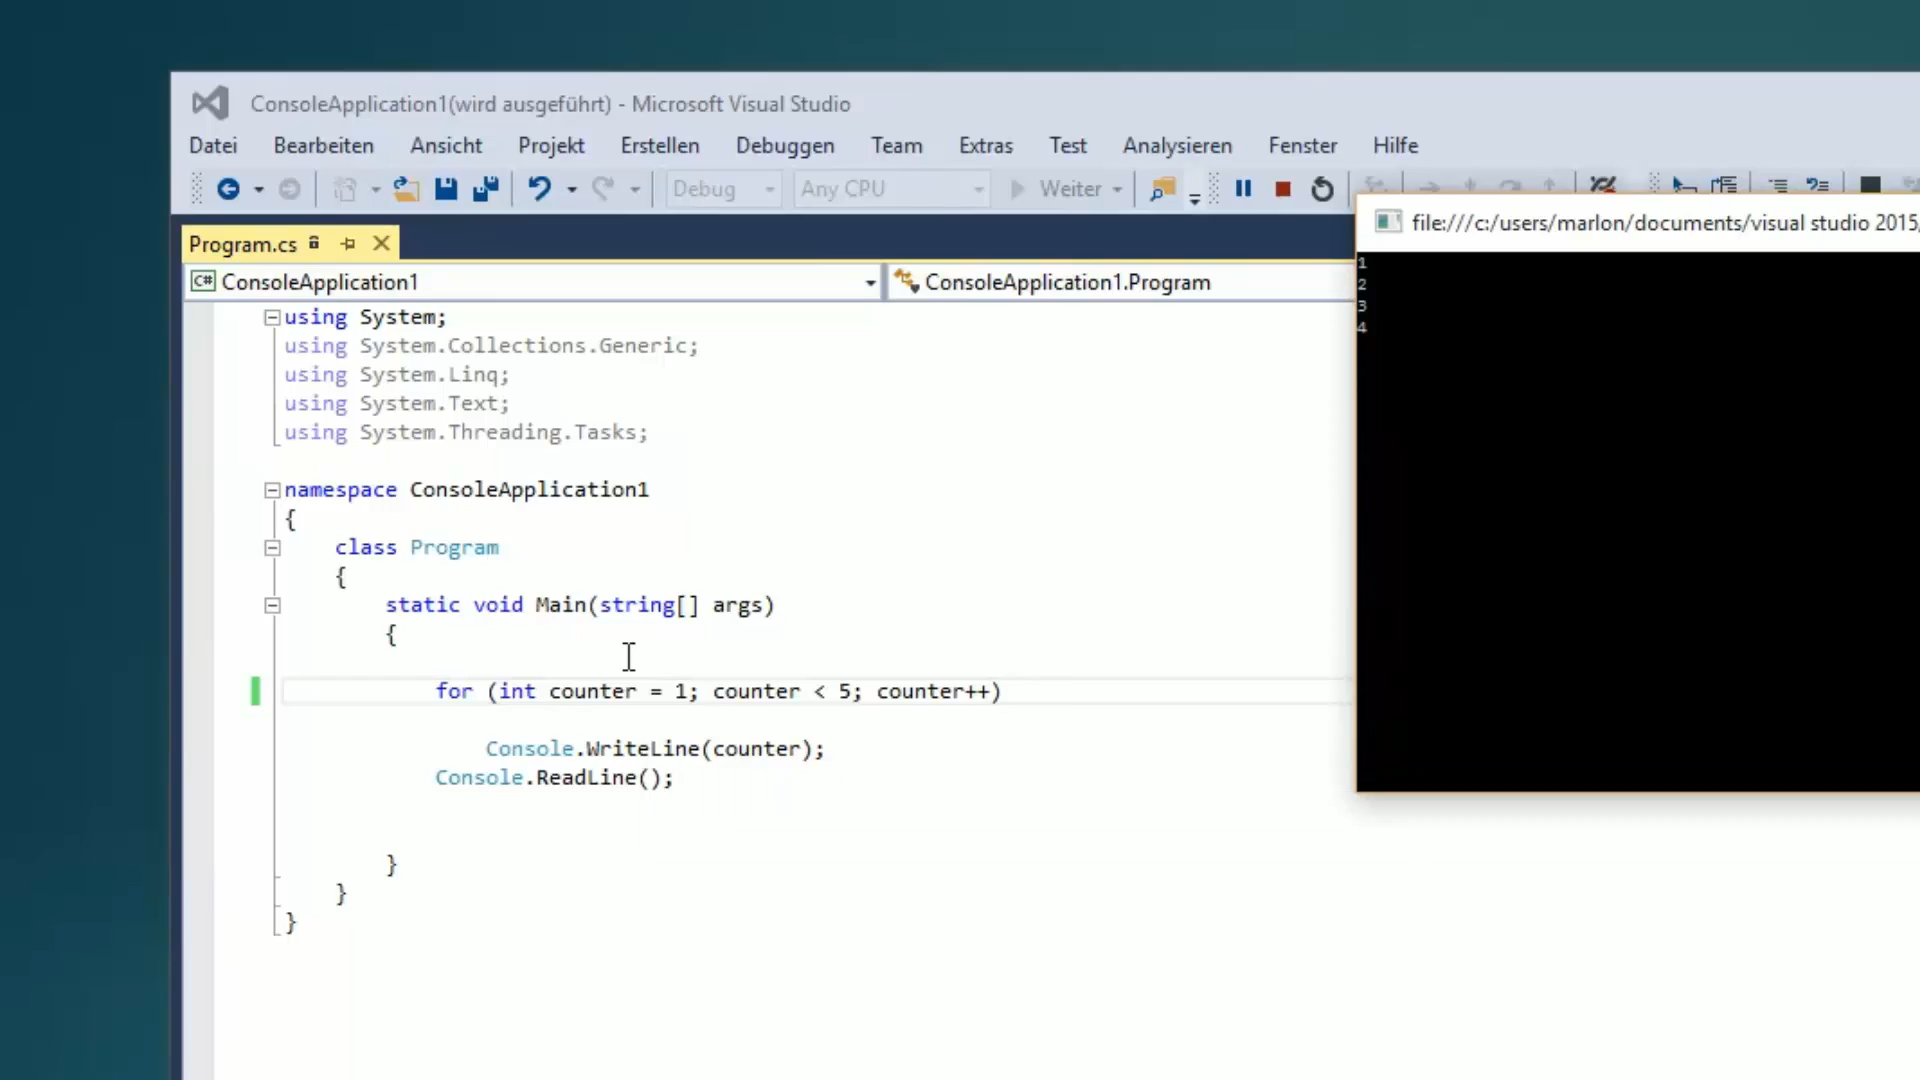 ConsoleApplication1(wird ausgeführt) - Microsoft Visual Studio
Datei Bearbeiten Ansicht Projekt Erstellen Debuggen Team Extras Test Analysieren Fenster Hilfe
Debug Any CPU Weiter
file:///c:/users/marlon/documents/visual studio 2015/
Program.cs
C# ConsoleApplication1 ConsoleApplication1.Program
1
2
3
4
using System;
using System.Collections.Generic;
using System.Linq;
using System.Text;
using System.Threading.Tasks;
namespace ConsoleApplication1
{
class Program
{
static void Main(string[] args)
{
for (int counter = 1; counter < 5; counter++)
Console.WriteLine(counter);
Console.ReadLine();
}
}
}